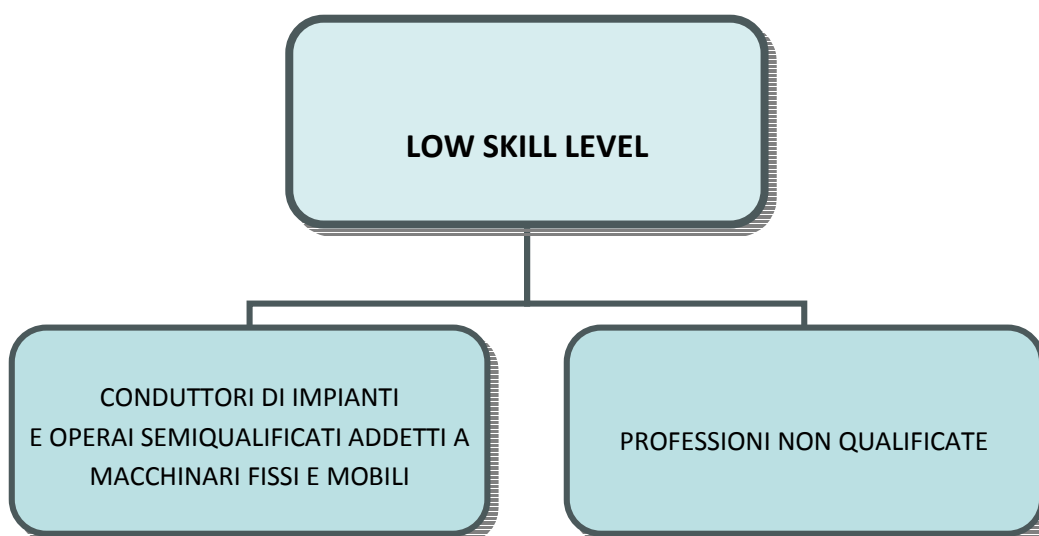 LOW SKILL LEVEL
CONDUTTORI DI IMPIANTI
E OPERAI SEMIQUALIFICATI ADDETTI A
MACCHINARI FISSI E MOBILI
PROFESSIONI NON QUALIFICATE